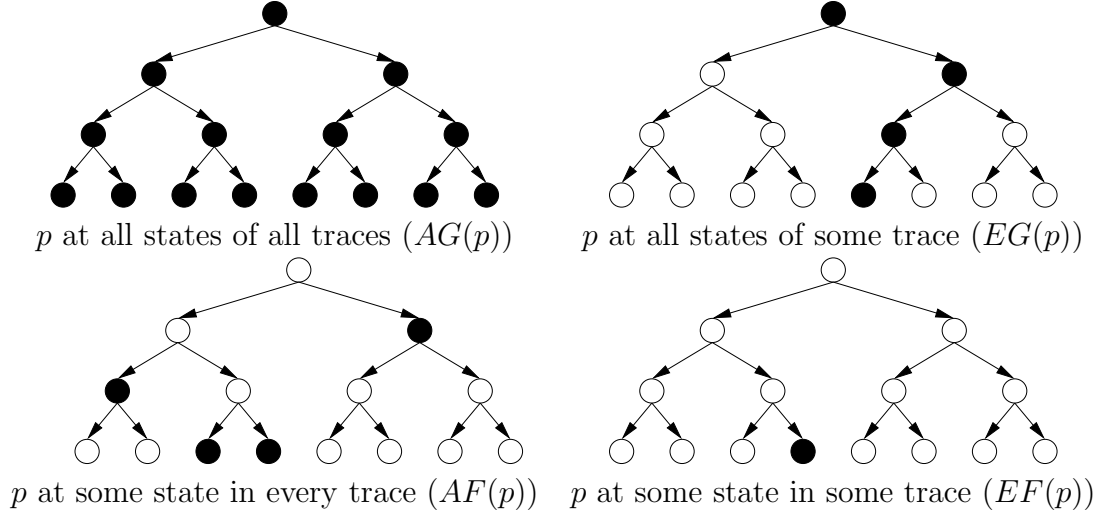 p at all states of all traces (AG(p))
p at all states of some trace (EG(p))
p at some state in every trace (AF(p))
p at some state in some trace (EF(p))